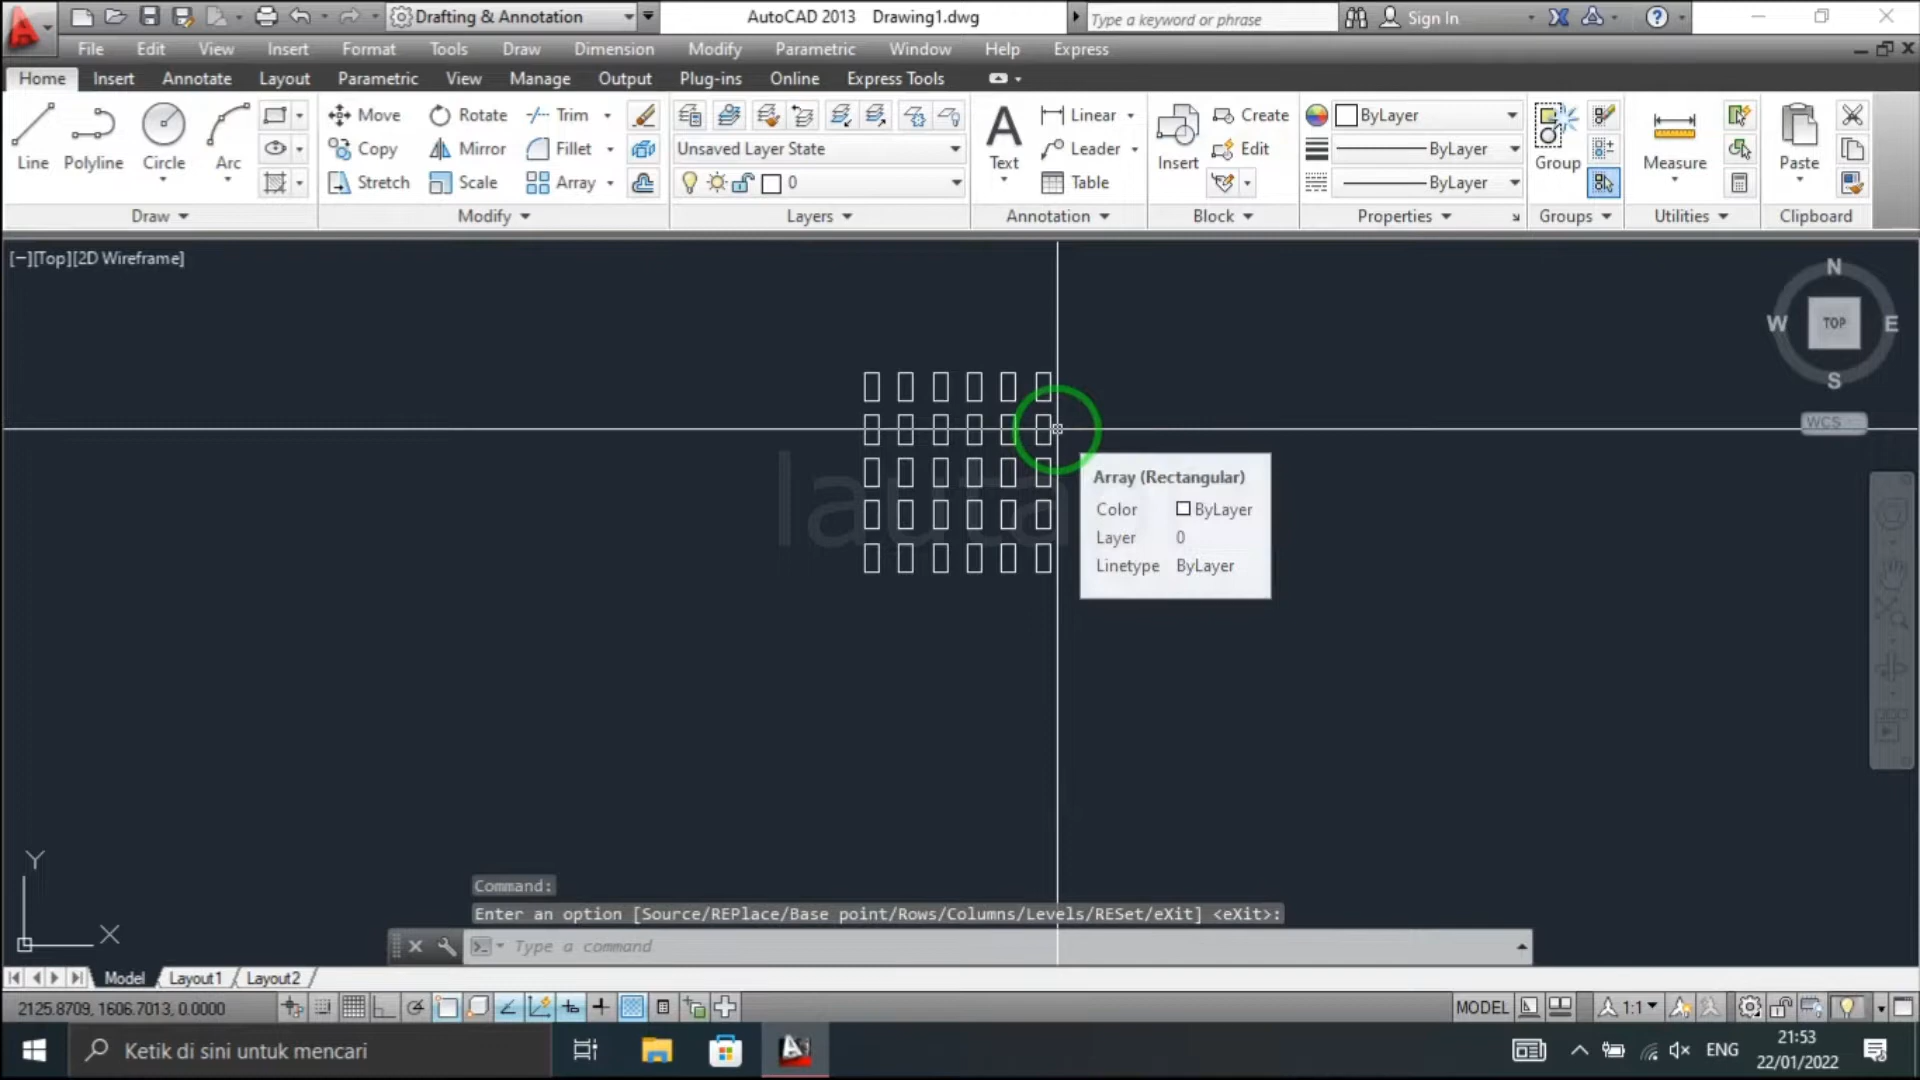 Drafting & Annotation AutoCAD 2013 Drawing1.dwg Type a keyword or phrase Sign In
File Edit View Insert Format Tools Draw Dimension Modify Parametric Window Help Express
Home Insert Annotate Layout Parametric View Manage Output Plug-ins Online Express Tools
Move Rotate Trim Linear Create ByLayer
Copy Mirror Fillet Unsaved Layer State Leader Edit ByLayer
Line Polyline Circle Arc Text Insert Group Measure Paste
Stretch Scale Array 0 Table ByLayer
Draw Modify Layers Annotation Block Properties Groups Utilities Clipboard
[−][Top][2D Wireframe]
N
W TOP E
S
WCS
Array (Rectangular)
Color ByLayer
Layer 0
Linetype ByLayer
Y
X
Command:
Enter an option [Source/REPlace/Base point/Rows/Columns/Levels/RESet/eXit] <eXit>:
Type a command
Model Layout1 Layout2
2125.8709, 1606.7013, 0.0000 MODEL 1:1
Ketik di sini untuk mencari ENG 21:53
22/01/2022